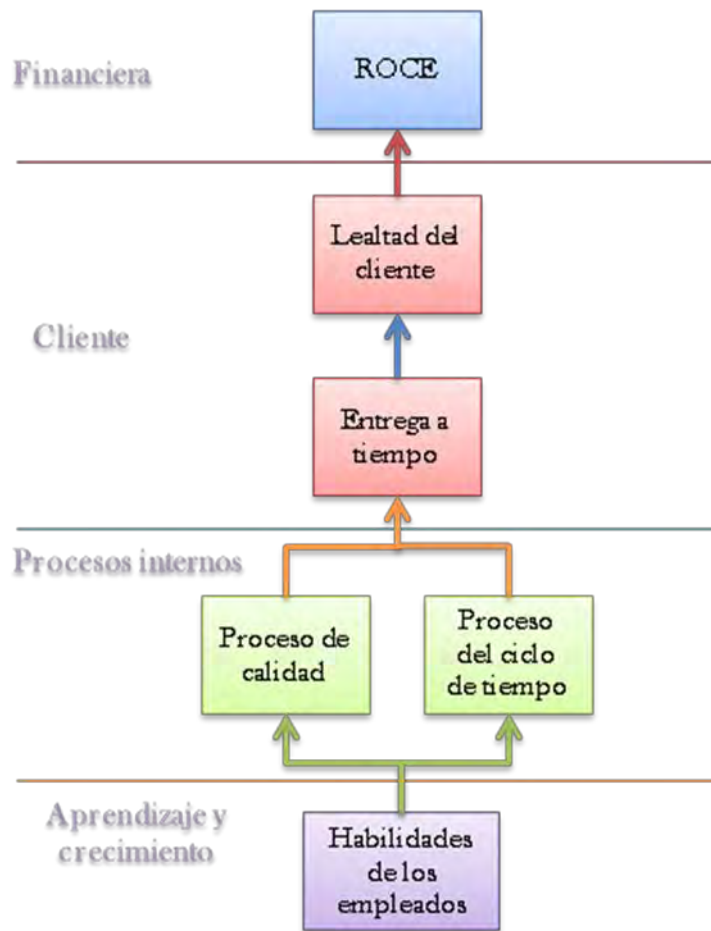 Financiera
ROCE
Lealtad del
cliente
Cliente
Entrega a
tiempo
Procesos internos
Proceso de
calidad
Proceso
del ciclo
de tiempo
Aprendizaje y
crecimiento
Habilidades
de los
empleados